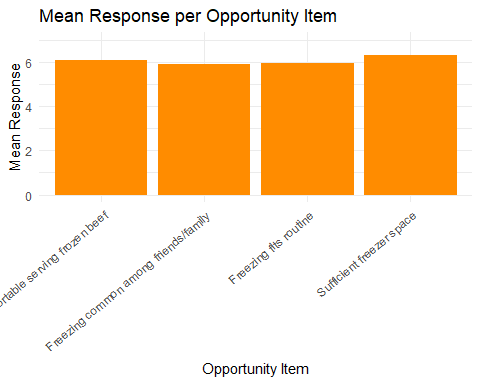 Mean Response per Opportunity Item
Mean Response
6
4
2
0
ortable serving frozen beef
Freezing common among friends/family
Freezing fits routine
Sufficient freezer space
Opportunity Item